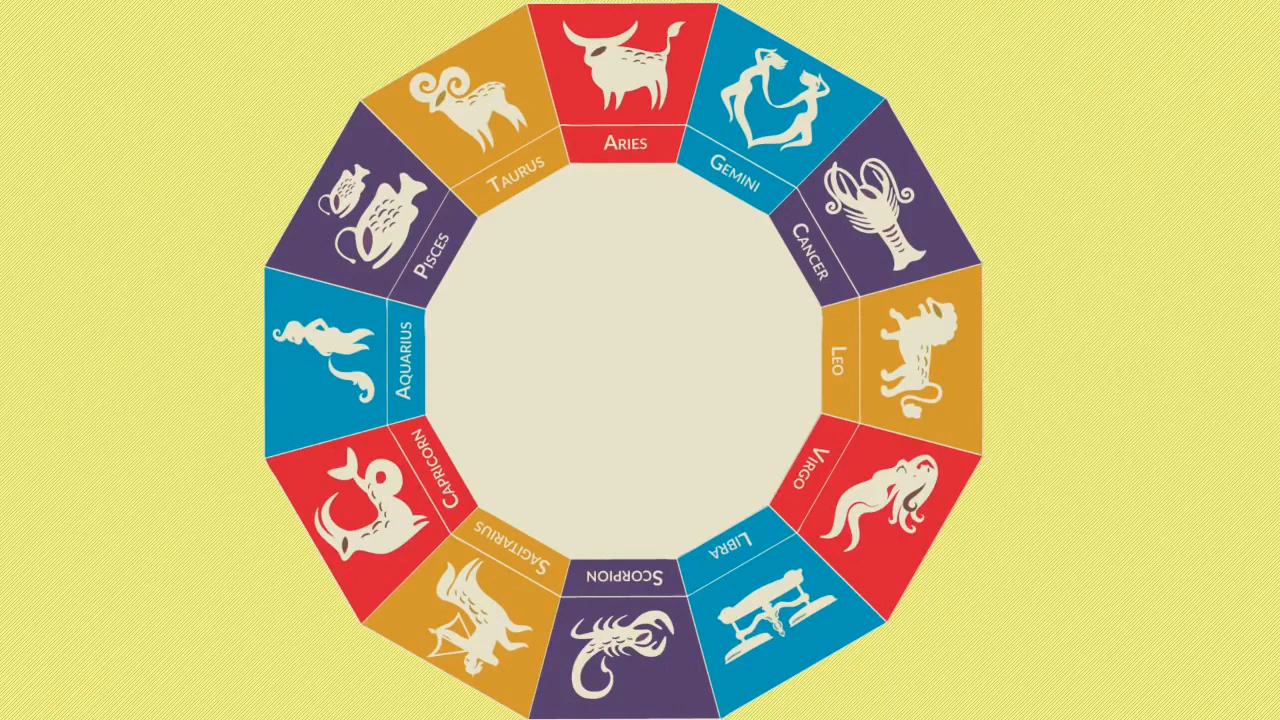 Aries
Gemini
Cancer
Leo
Virgo
Libra
Scorpion
Sagitarius
Capricorn
Aquarius
Pisces
Taurus